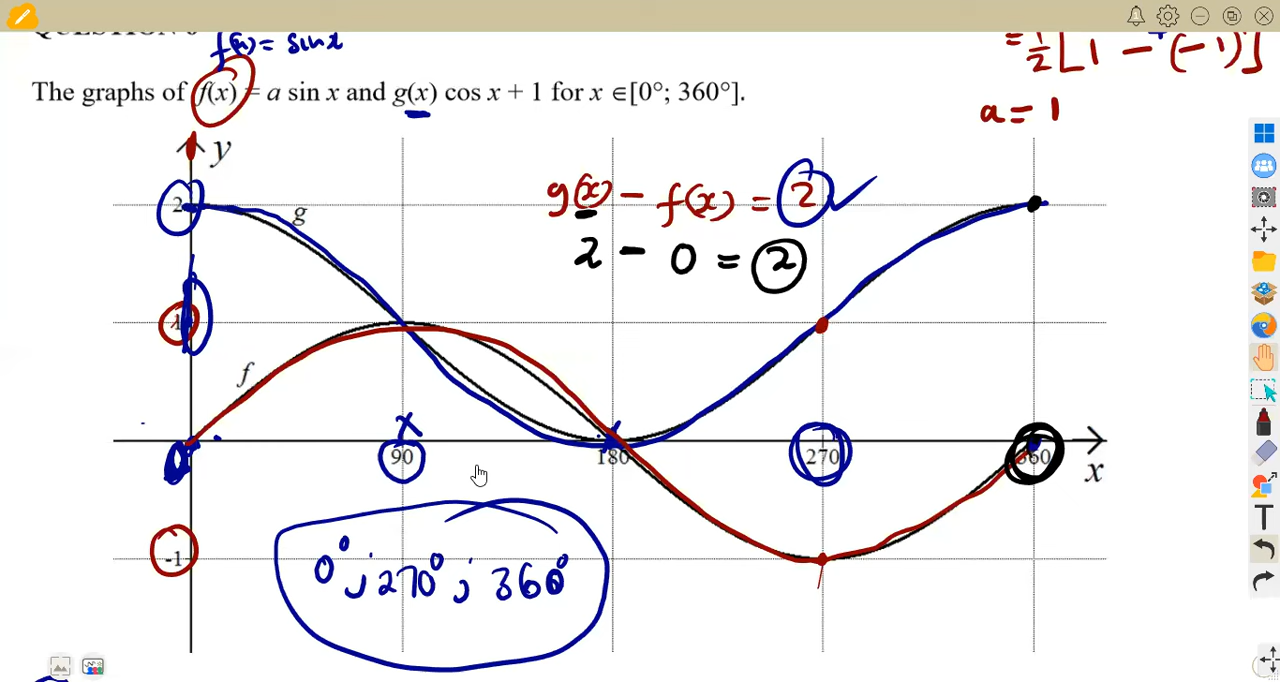 f(x) = sin x
= 1/2 [1 - (-1)]
The graphs of f(x) = a sin x and g(x) cos x + 1 for x ∈[0°; 360°].
a = 1
y
g(x) - f(x) = 2 ✓
2
g
2 - 0 = 2
1
f
x
0
90
180
270
360
x
-1
0° ; 270° ; 360°
T